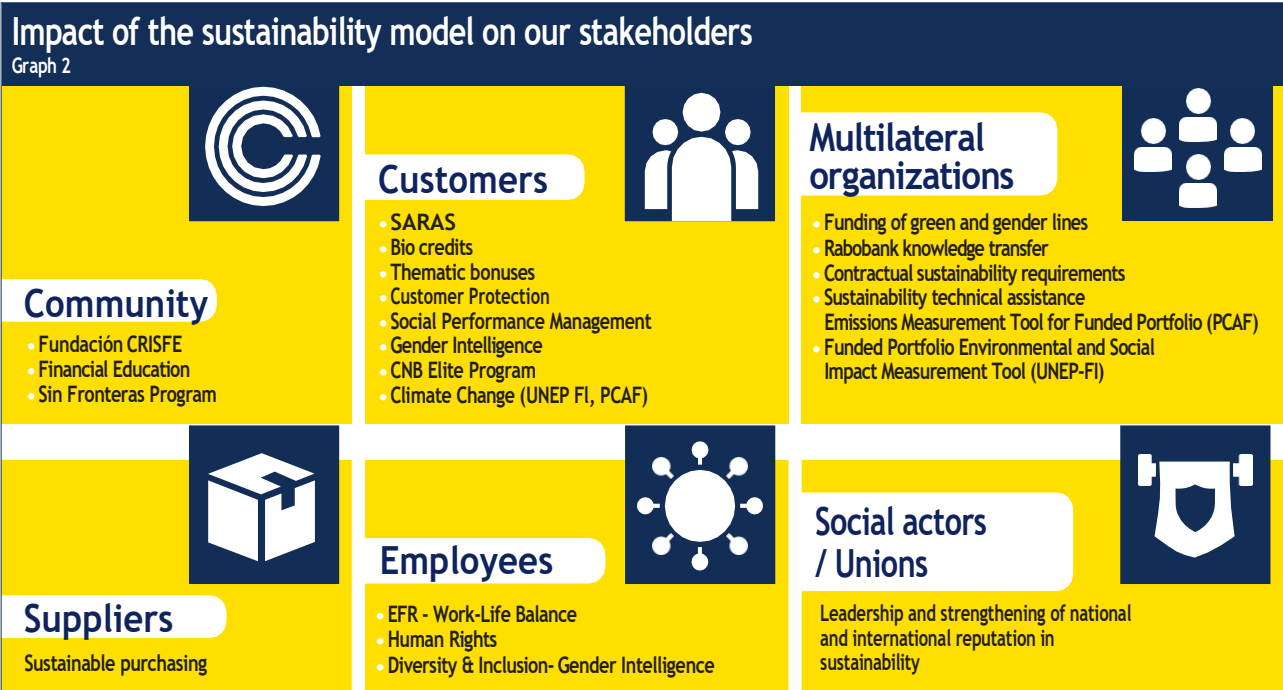 Impact of the sustainability model on our stakeholders
Graph 2
Community
• Fundación CRISFE
• Financial Education
• Sin Fronteras Program
Customers
• SARAS
• Bio credits
• Thematic bonuses
• Customer Protection
• Social Performance Management
• Gender Intelligence
• CNB Elite Program
• Climate Change (UNEP FI, PCAF)
Multilateral
organizations
• Funding of green and gender lines
• Rabobank knowledge transfer
• Contractual sustainability requirements
• Sustainability technical assistance
Emissions Measurement Tool for Funded Portfolio (PCAF)
• Funded Portfolio Environmental and Social
Impact Measurement Tool (UNEP-FI)
Suppliers
Sustainable purchasing
Employees
• EFR - Work-Life Balance
• Human Rights
• Diversity & Inclusion- Gender Intelligence
Social actors
/ Unions
Leadership and strengthening of national
and international reputation in
sustainability